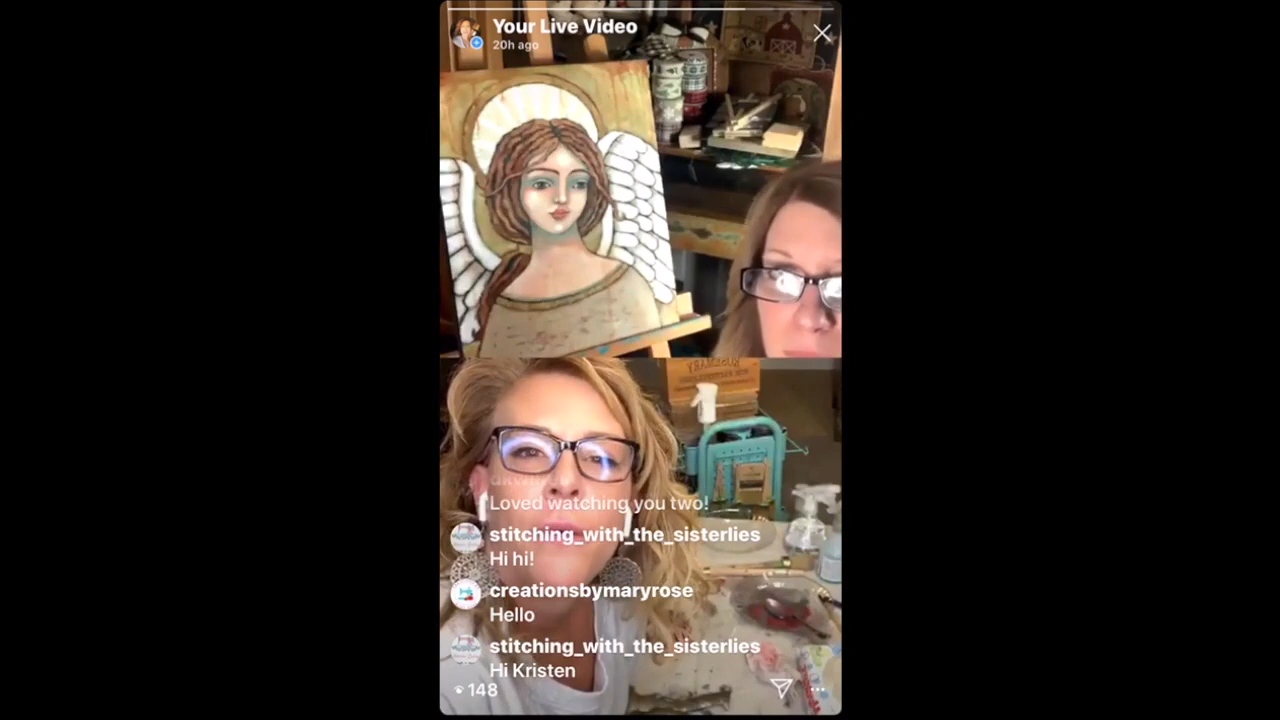 Your Live Video
20h ago
Loved watching you two!
stitching_with_the_sisterlies
Hi hi!
creationsbymaryrose
Hello
stitching_with_the_sisterlies
Hi Kristen
148